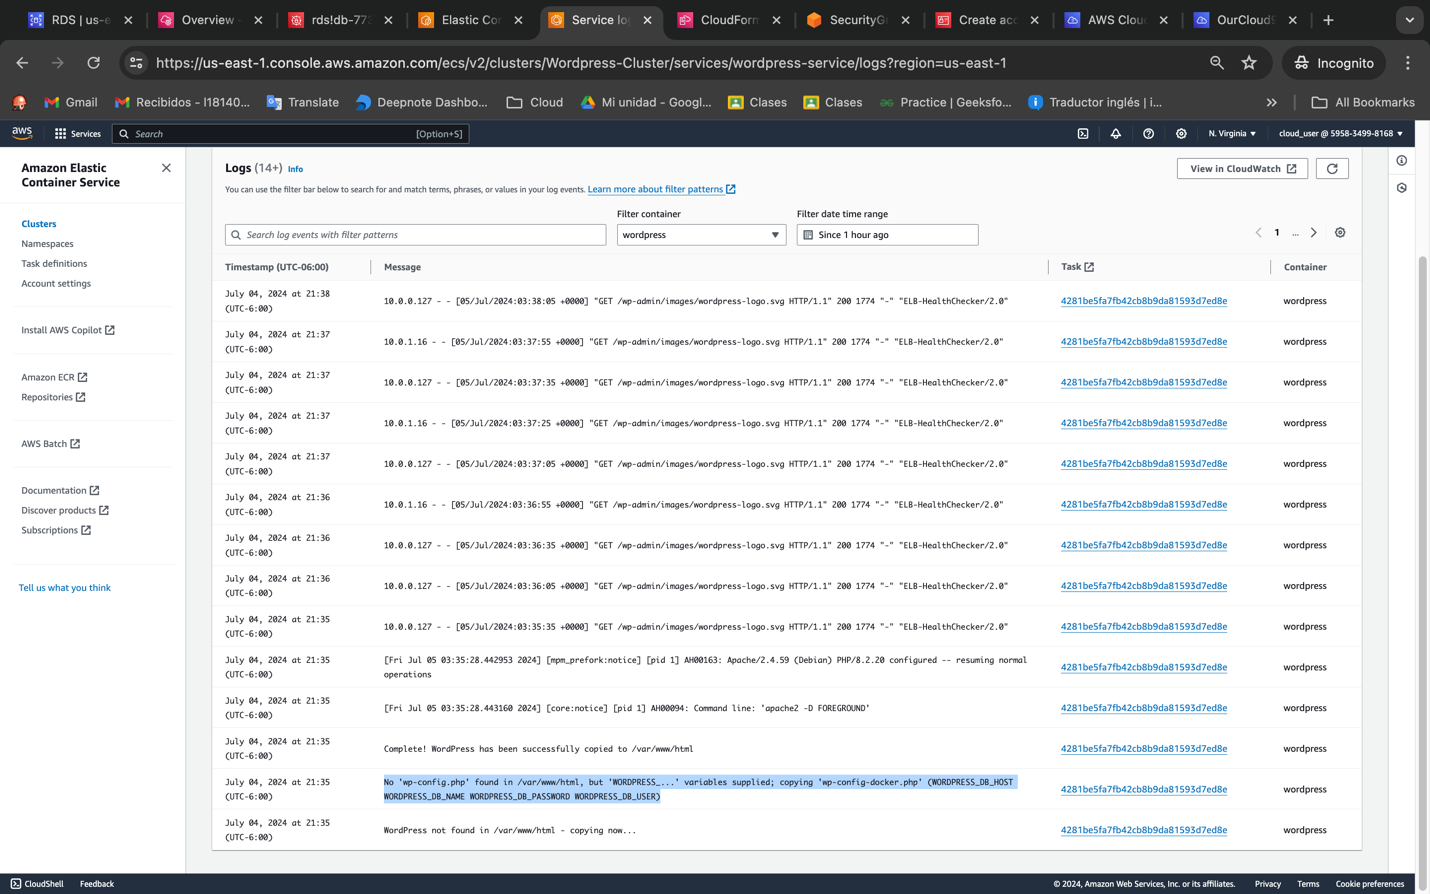 RDS | us-e
Overview
rds!db-773
Elastic Cor
Service log
CloudForm
SecurityGr
Create acc
AWS Clou
OurCloud9
https://us-east-1.console.aws.amazon.com/ecs/v2/clusters/Wordpress-Cluster/services/wordpress-service/logs?region=us-east-1
Incognito
Gmail
Recibidos - l18140...
Translate
Deepnote Dashbo...
Cloud
Mi unidad - Googl...
Clases
Clases
Practice | Geeksfo...
Traductor inglés | i...
All Bookmarks
aws
Services
Search
[Option+S]
N. Virginia
cloud_user @ 5958-3499-8168
Amazon Elastic
Container Service
Clusters
Namespaces
Task definitions
Account settings
Install AWS Copilot
Amazon ECR
Repositories
AWS Batch
Documentation
Discover products
Subscriptions
Tell us what you think
Logs (14+) Info
View in CloudWatch
You can use the filter bar below to search for and match terms, phrases, or values in your log events. Learn more about filter patterns
Filter container
Filter date time range
Search log events with filter patterns
wordpress
Since 1 hour ago
1 ...
Timestamp (UTC-06:00)
Message
Task
Container
July 04, 2024 at 21:38
(UTC-6:00)
10.0.0.127 - - [05/Jul/2024:03:38:05 +0000] "GET /wp-admin/images/wordpress-logo.svg HTTP/1.1" 200 1774 "-" "ELB-HealthChecker/2.0"
4281be5fa7fb42cb8b9da81593d7ed8e
wordpress
July 04, 2024 at 21:37
(UTC-6:00)
10.0.1.16 - - [05/Jul/2024:03:37:55 +0000] "GET /wp-admin/images/wordpress-logo.svg HTTP/1.1" 200 1774 "-" "ELB-HealthChecker/2.0"
4281be5fa7fb42cb8b9da81593d7ed8e
wordpress
July 04, 2024 at 21:37
(UTC-6:00)
10.0.0.127 - - [05/Jul/2024:03:37:35 +0000] "GET /wp-admin/images/wordpress-logo.svg HTTP/1.1" 200 1774 "-" "ELB-HealthChecker/2.0"
4281be5fa7fb42cb8b9da81593d7ed8e
wordpress
July 04, 2024 at 21:37
(UTC-6:00)
10.0.1.16 - - [05/Jul/2024:03:37:25 +0000] "GET /wp-admin/images/wordpress-logo.svg HTTP/1.1" 200 1774 "-" "ELB-HealthChecker/2.0"
4281be5fa7fb42cb8b9da81593d7ed8e
wordpress
July 04, 2024 at 21:37
(UTC-6:00)
10.0.0.127 - - [05/Jul/2024:03:37:05 +0000] "GET /wp-admin/images/wordpress-logo.svg HTTP/1.1" 200 1774 "-" "ELB-HealthChecker/2.0"
4281be5fa7fb42cb8b9da81593d7ed8e
wordpress
July 04, 2024 at 21:36
(UTC-6:00)
10.0.1.16 - - [05/Jul/2024:03:36:55 +0000] "GET /wp-admin/images/wordpress-logo.svg HTTP/1.1" 200 1774 "-" "ELB-HealthChecker/2.0"
4281be5fa7fb42cb8b9da81593d7ed8e
wordpress
July 04, 2024 at 21:36
(UTC-6:00)
10.0.0.127 - - [05/Jul/2024:03:36:35 +0000] "GET /wp-admin/images/wordpress-logo.svg HTTP/1.1" 200 1774 "-" "ELB-HealthChecker/2.0"
4281be5fa7fb42cb8b9da81593d7ed8e
wordpress
July 04, 2024 at 21:36
(UTC-6:00)
10.0.0.127 - - [05/Jul/2024:03:36:05 +0000] "GET /wp-admin/images/wordpress-logo.svg HTTP/1.1" 200 1774 "-" "ELB-HealthChecker/2.0"
4281be5fa7fb42cb8b9da81593d7ed8e
wordpress
July 04, 2024 at 21:35
(UTC-6:00)
10.0.0.127 - - [05/Jul/2024:03:35:35 +0000] "GET /wp-admin/images/wordpress-logo.svg HTTP/1.1" 200 1774 "-" "ELB-HealthChecker/2.0"
4281be5fa7fb42cb8b9da81593d7ed8e
wordpress
July 04, 2024 at 21:35
(UTC-6:00)
[Fri Jul 05 03:35:28.442953 2024] [mpm_prefork:notice] [pid 1] AH00163: Apache/2.4.59 (Debian) PHP/8.2.20 configured -- resuming normal
operations
4281be5fa7fb42cb8b9da81593d7ed8e
wordpress
July 04, 2024 at 21:35
(UTC-6:00)
[Fri Jul 05 03:35:28.443160 2024] [core:notice] [pid 1] AH00094: Command line: 'apache2 -D FOREGROUND'
4281be5fa7fb42cb8b9da81593d7ed8e
wordpress
July 04, 2024 at 21:35
(UTC-6:00)
Complete! WordPress has been successfully copied to /var/www/html
4281be5fa7fb42cb8b9da81593d7ed8e
wordpress
July 04, 2024 at 21:35
(UTC-6:00)
No 'wp-config.php' found in /var/www/html, but 'WORDPRESS_...' variables supplied; copying 'wp-config-docker.php' (WORDPRESS_DB_HOST
WORDPRESS_DB_NAME WORDPRESS_DB_PASSWORD WORDPRESS_DB_USER)
4281be5fa7fb42cb8b9da81593d7ed8e
wordpress
July 04, 2024 at 21:35
(UTC-6:00)
WordPress not found in /var/www/html - copying now...
4281be5fa7fb42cb8b9da81593d7ed8e
wordpress
CloudShell
Feedback
© 2024, Amazon Web Services, Inc. or its affiliates.
Privacy
Terms
Cookie preferences